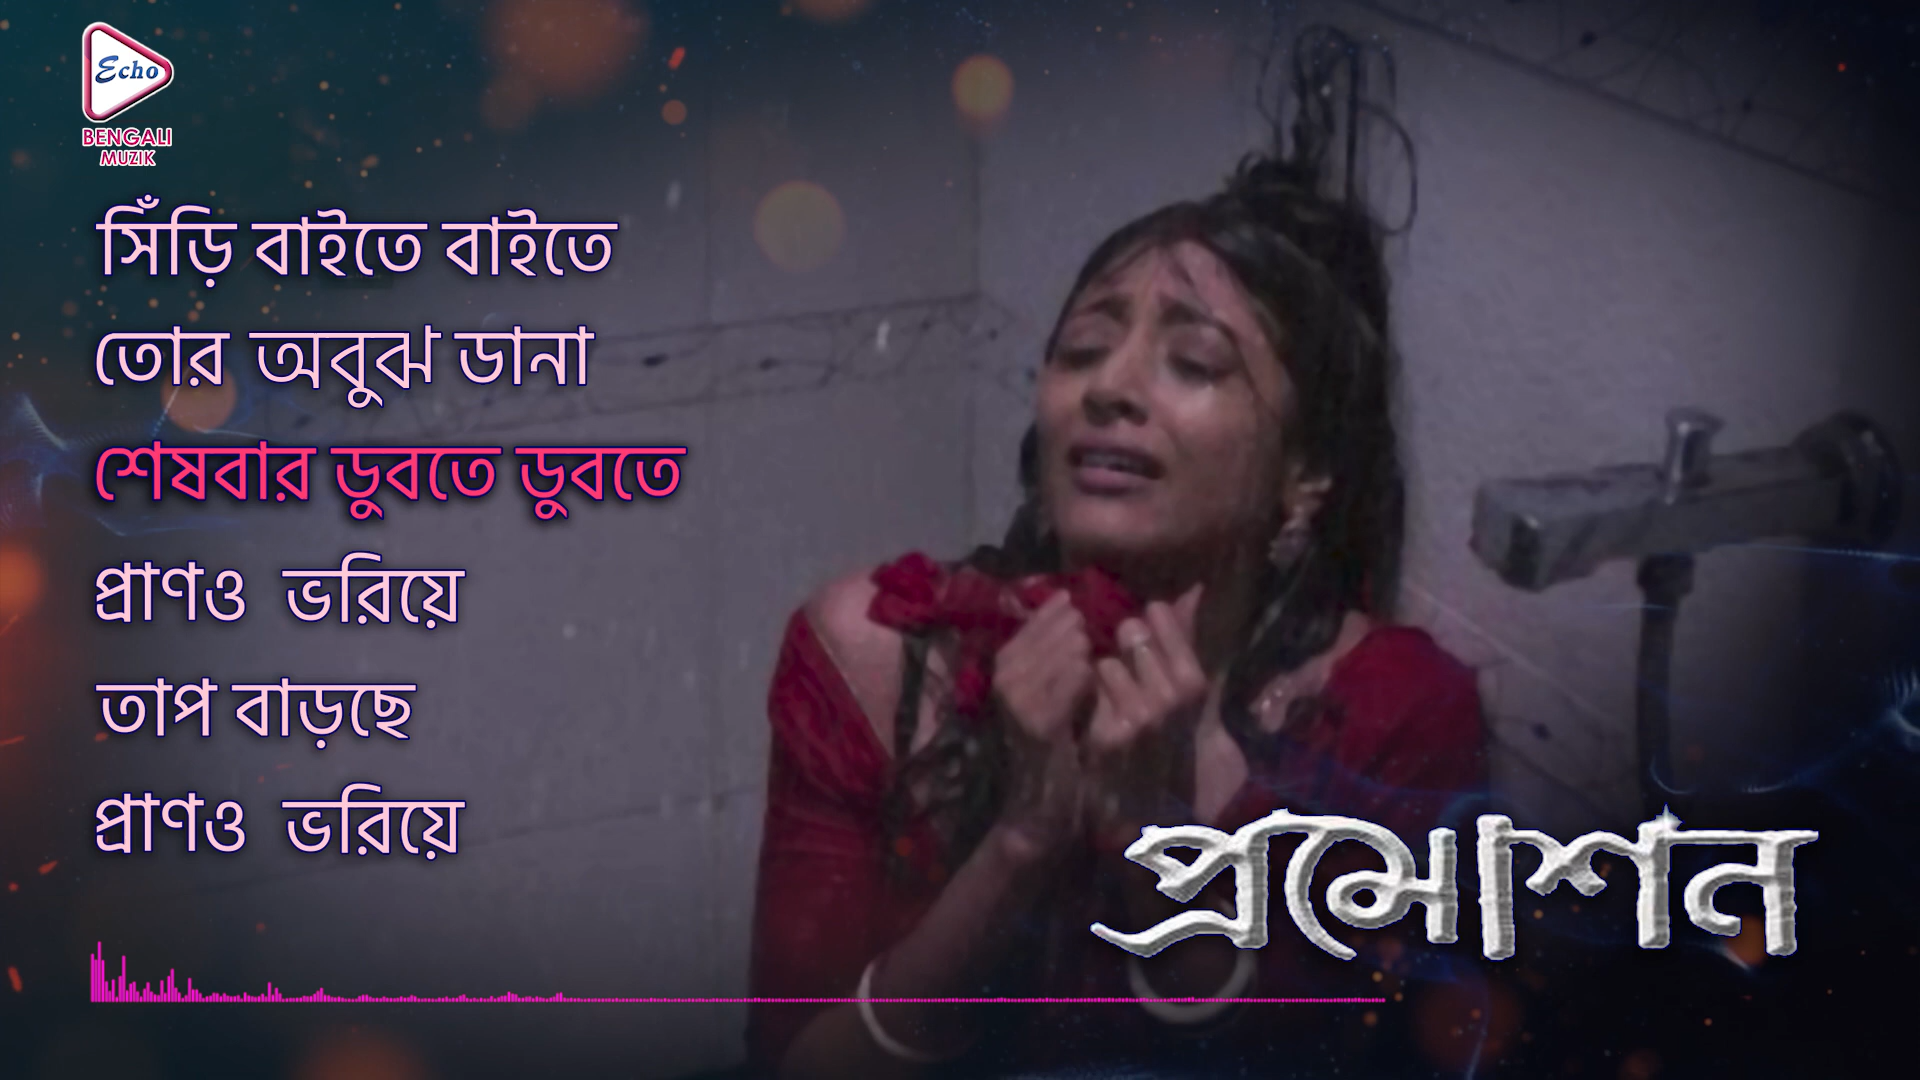 Echo
BENGALI
MUZIK
সিঁড়ি বাইতে বাইতে
তোর অবুঝ ডানা
শেষবার ডুবতে ডুবতে
প্রাণও ভরিয়ে
তাপ বাড়ছে
প্রাণও ভরিয়ে
প্রমোশন